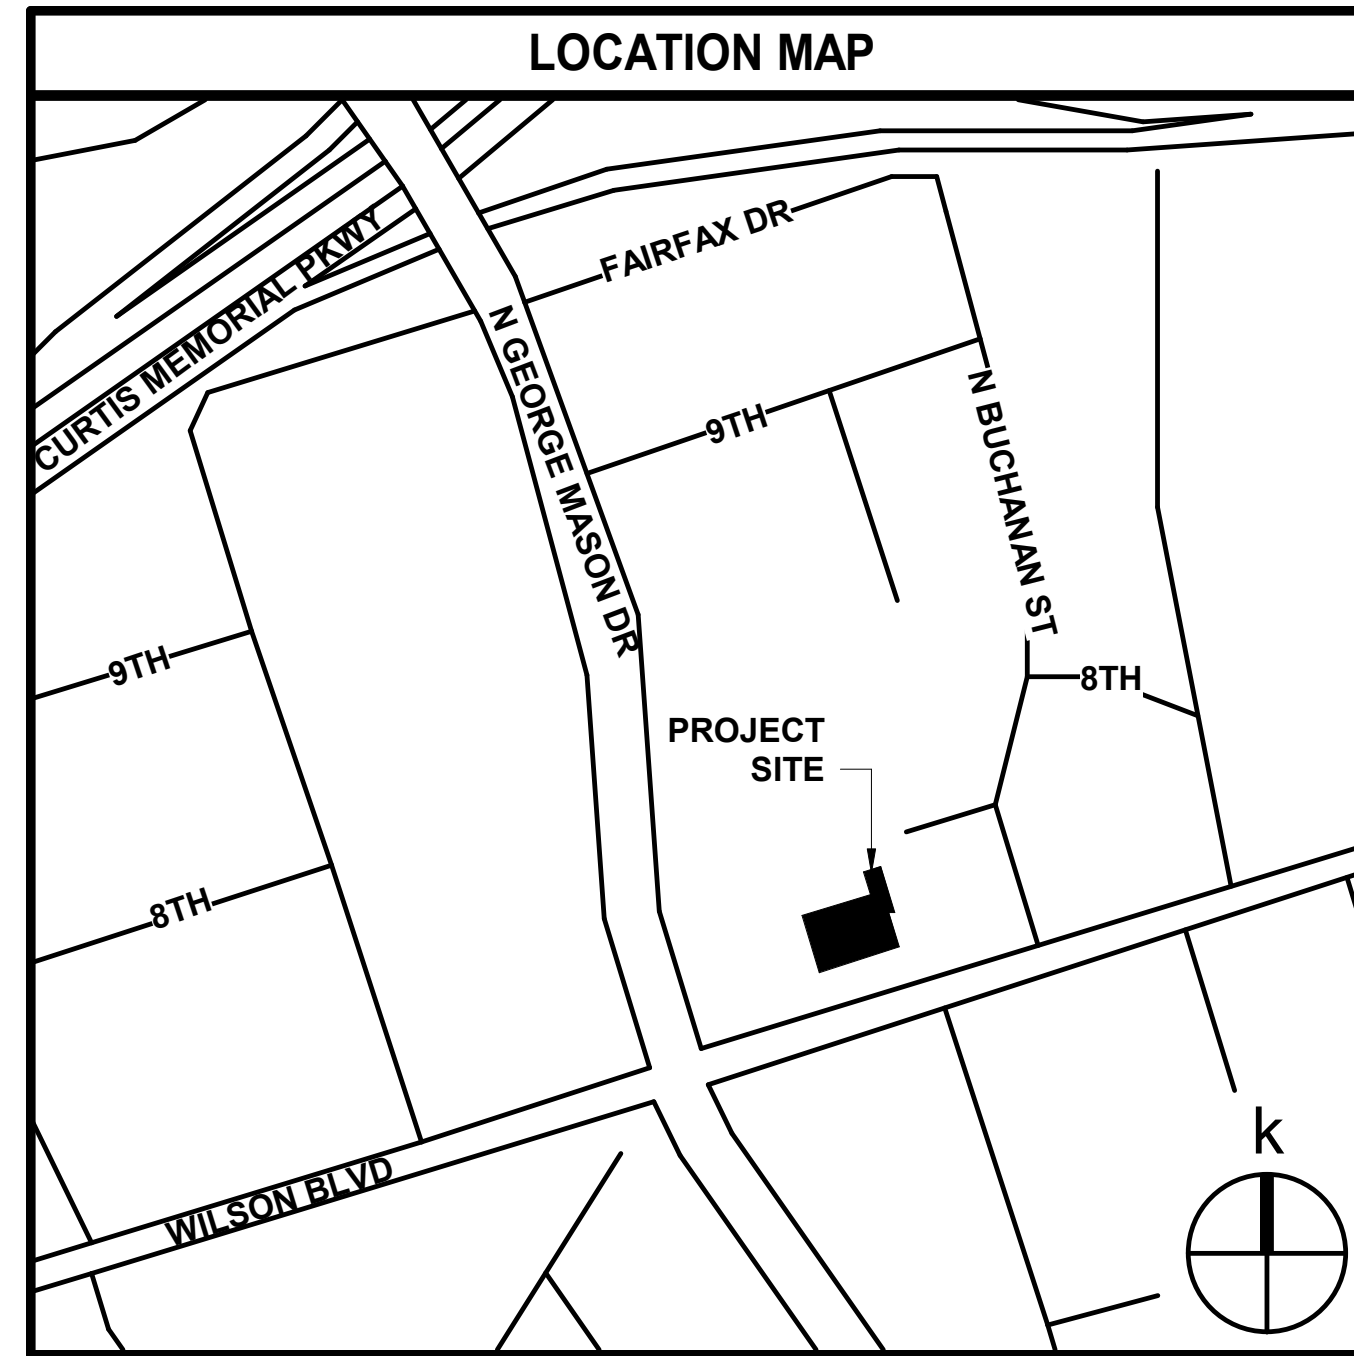 LOCATION MAP
CURTIS MEMORIAL PKWY
FAIRFAX DR
N GEORGE MASON DR
9TH
N BUCHANAN ST
9TH
8TH
PROJECT
SITE
8TH
WILSON BLVD
k